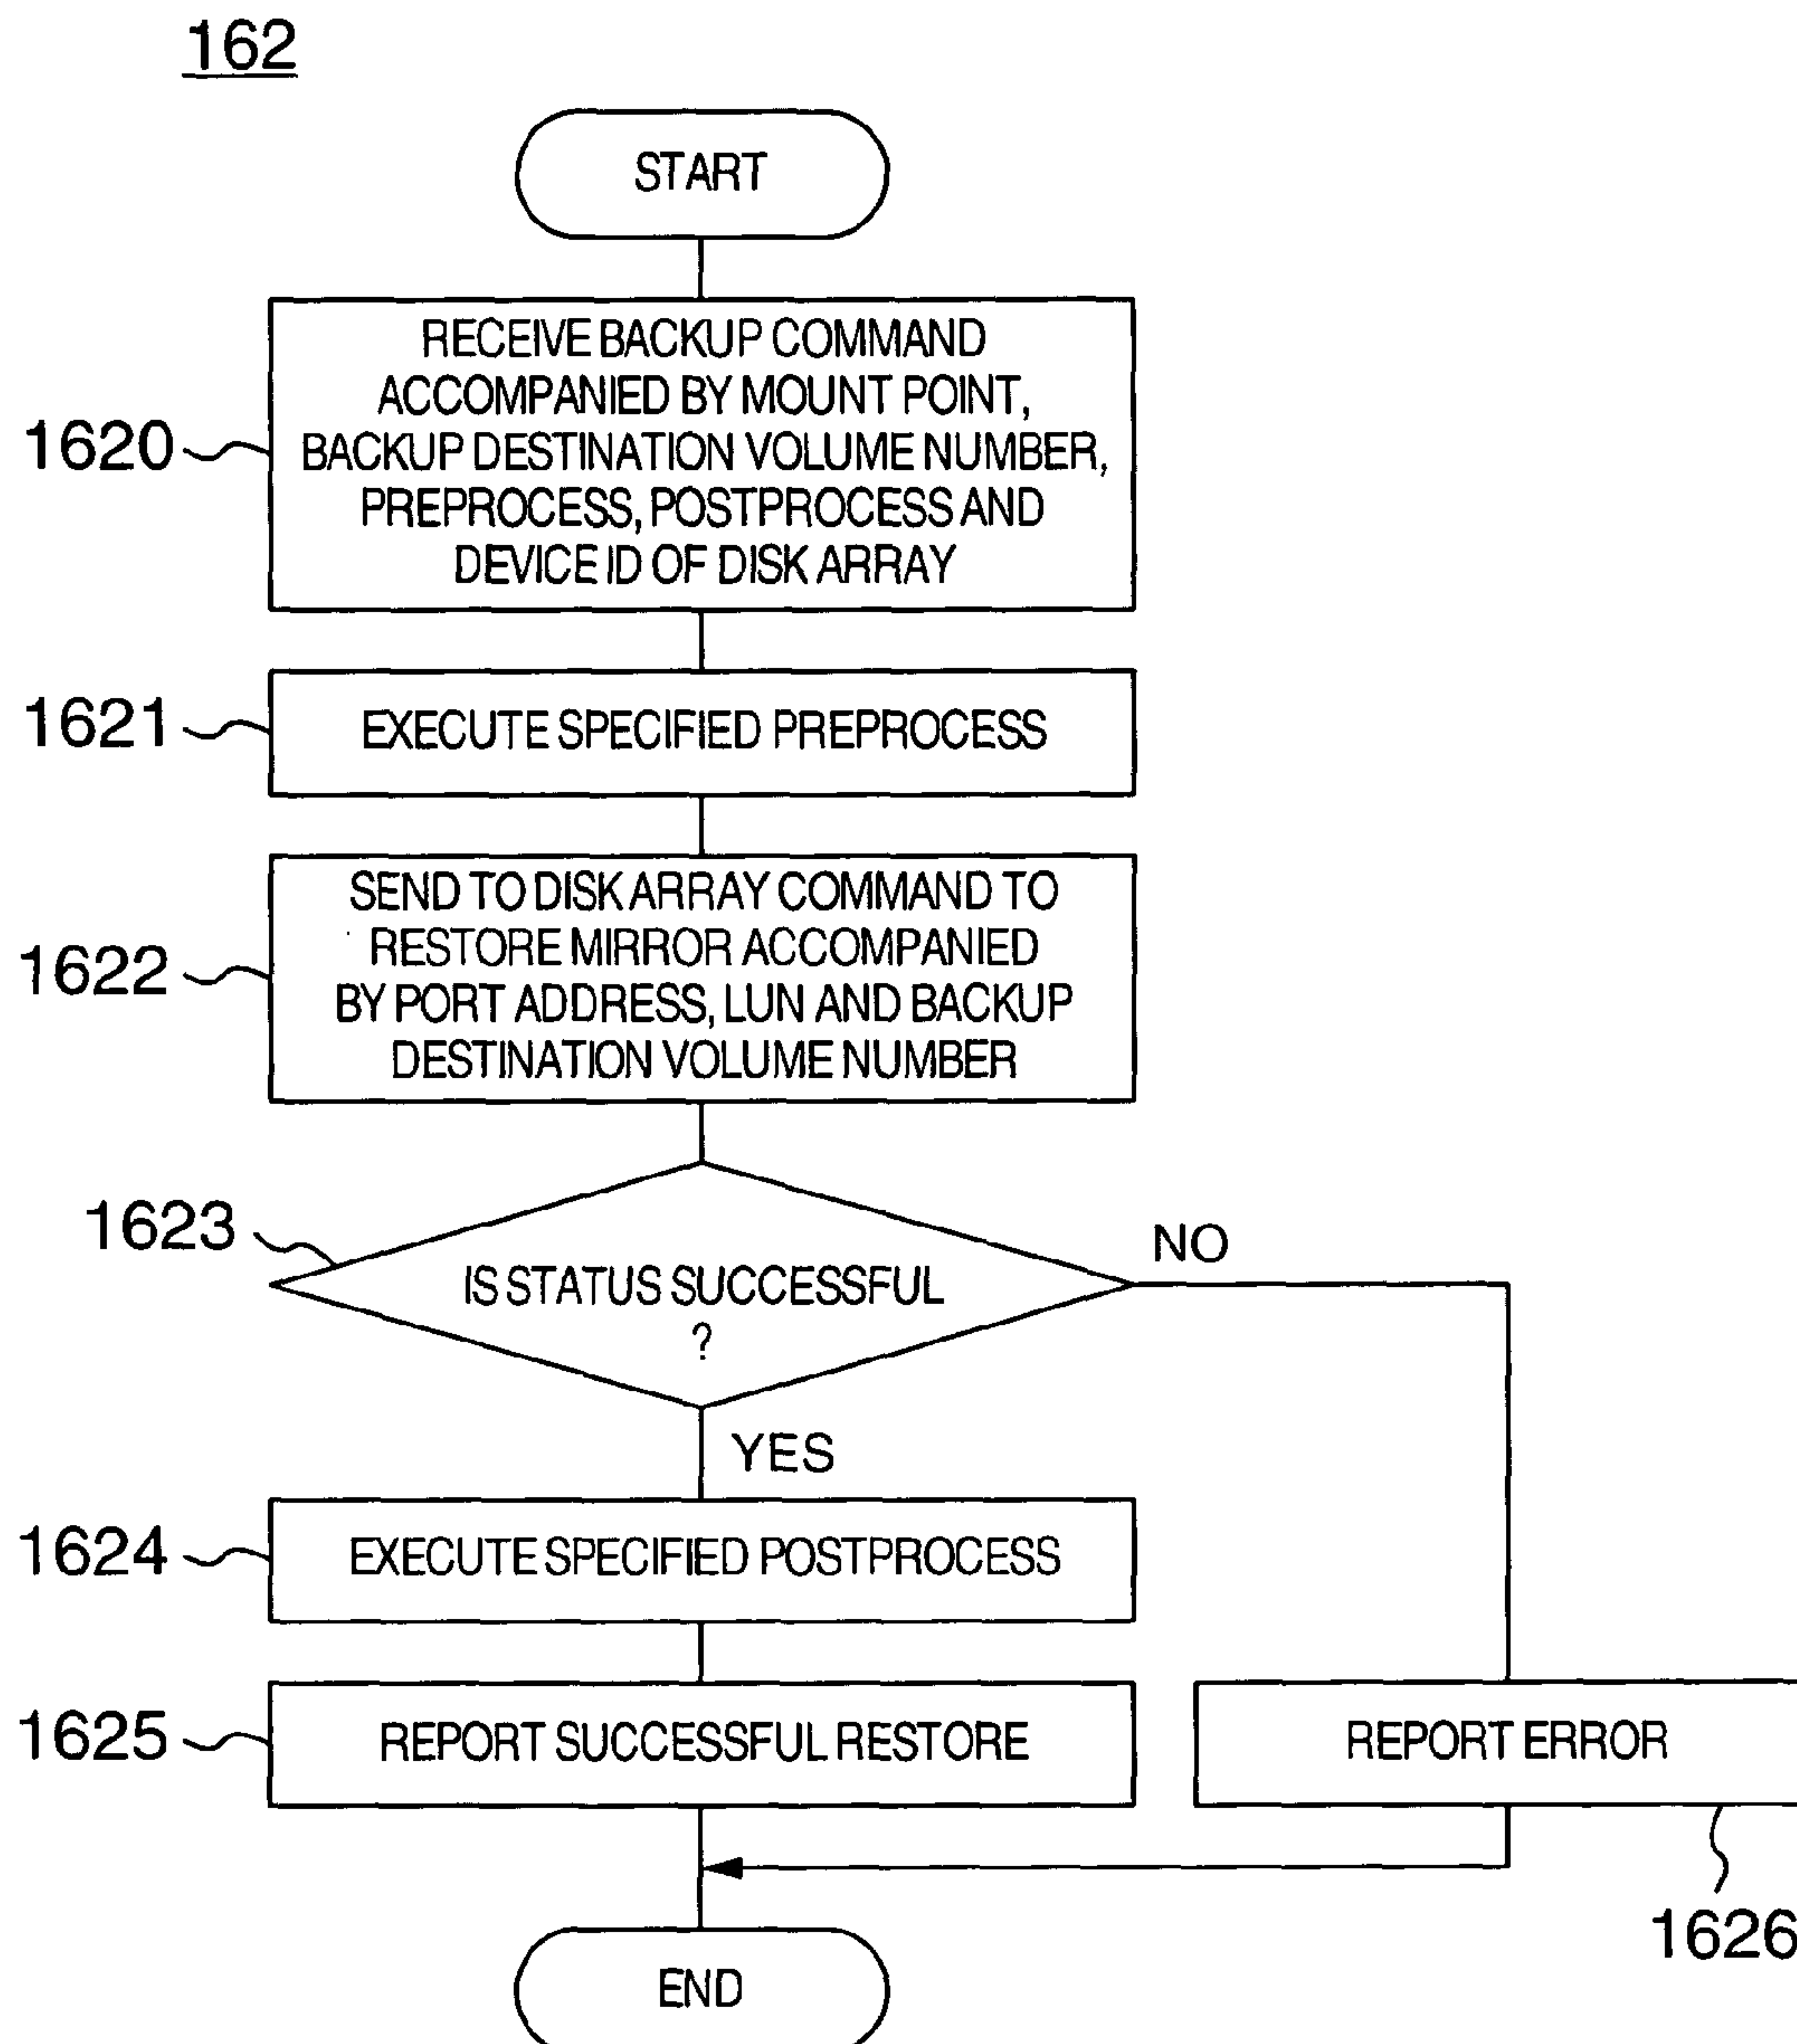 162
START
1620
RECEIVE BACKUP COMMAND
ACCOMPANIED BY MOUNT POINT,
BACKUP DESTINATION VOLUME NUMBER,
PREPROCESS, POSTPROCESS AND
DEVICE ID OF DISK ARRAY
1621
EXECUTE SPECIFIED PREPROCESS
1622
SEND TO DISK ARRAY COMMAND TO
RESTORE MIRROR ACCOMPANIED
BY PORT ADDRESS, LUN AND BACKUP
DESTINATION VOLUME NUMBER
1623
IS STATUS SUCCESSFUL
?
NO
YES
1624
EXECUTE SPECIFIED POSTPROCESS
1625
REPORT SUCCESSFUL RESTORE
REPORT ERROR
1626
END